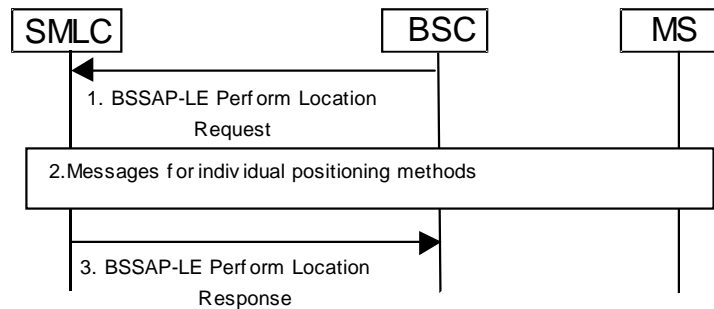 SMLC
BSC
MS
1. BSSAP-LE Perform Location
Request
2.Messages for individual positioning methods
3. BSSAP-LE Perform Location
Response